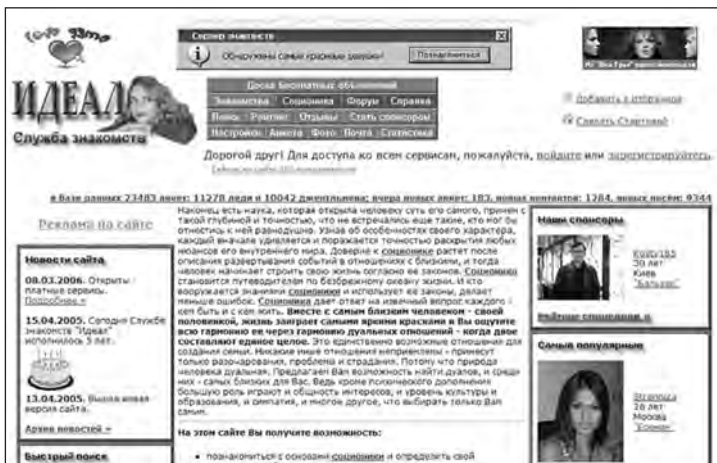 Love game
ИДЕАЛ
Служба знакомств
Сервер знакомств
Обнаружены самые красивые девушки!
Познакомиться
Доска бесплатных объявлений
Знакомства Соционика Форум Справка
Поиск Рейтинг Отзывы Стать спонсором
Настройки Анкета Фото Почта Статистика
Добавить в избранное
Сделать Стартовой
Дорогой друг! Для доступа ко всем сервисам, пожалуйста, войдите или зарегистрируйтесь
в базе данных 23483 анкет: 11278 леди и 10042 джентльмена; вчера новых анкет: 183, новых контактов: 1284, новых писем: 9344
Реклама на сайте
Новости сайта
08.03.2006. Открыты платные сервисы.
Подробнее »
15.04.2005. Сегодня Службе
знакомств "Идеал"
исполнилось 5 лет.
13.04.2005. Вышла новая
версия сайта.
Архив новостей »
Быстрый поиск
Наконец есть наука, которая открыла человеку суть его самого, причем с
такой глубиной и точностью, что не встречались еще такие, кто мог бы
отнестись к ней равнодушно. Узнав об особенностях своего характера,
каждый вначале удивляется и поражается точностью раскрытия любых
нюансов его внутреннего мира. Доверие к соционике растет после
описания развертывания событий в отношениях с близкими, и тогда
человек начинает строить свою жизнь согласно ее законов. Соционика
становится путеводителем по безбрежному океану жизни. И кто
вооружается знаниями соционики и использует ее законы, делает
меньше ошибок. Соционика дает ответ на извечный вопрос каждого -
кем быть и с кем жить. Вместе с самым близким человеком - своей
половинкой, жизнь заиграет самыми яркими красками и Вы ощутите
всю гармонию ее через гармонию дуальных отношений - когда двое
составляют единое целое. Это единственно возможные отношения для
создания семьи. Никакие иные отношения неприемлемы - принесут
только разочарования, проблемы и страдания. Потому что природа
человека дуальная. Предлагаем Вам возможность найти дуалов, и среди
них - самых близких для Вас. Ведь кроме психического дополнения
большую роль играют и общность интересов, и уровень культуры и
образования, и симпатия, и многое другое, что выбирать только Вам
самим.
На этом сайте Вы получите возможность:
познакомиться с основами соционики и определить свой
Наши спонсоры
30 лет
Киев
"Бальзак"
Рейтинг спонсоров »
Самые популярные
26 лет
Москва